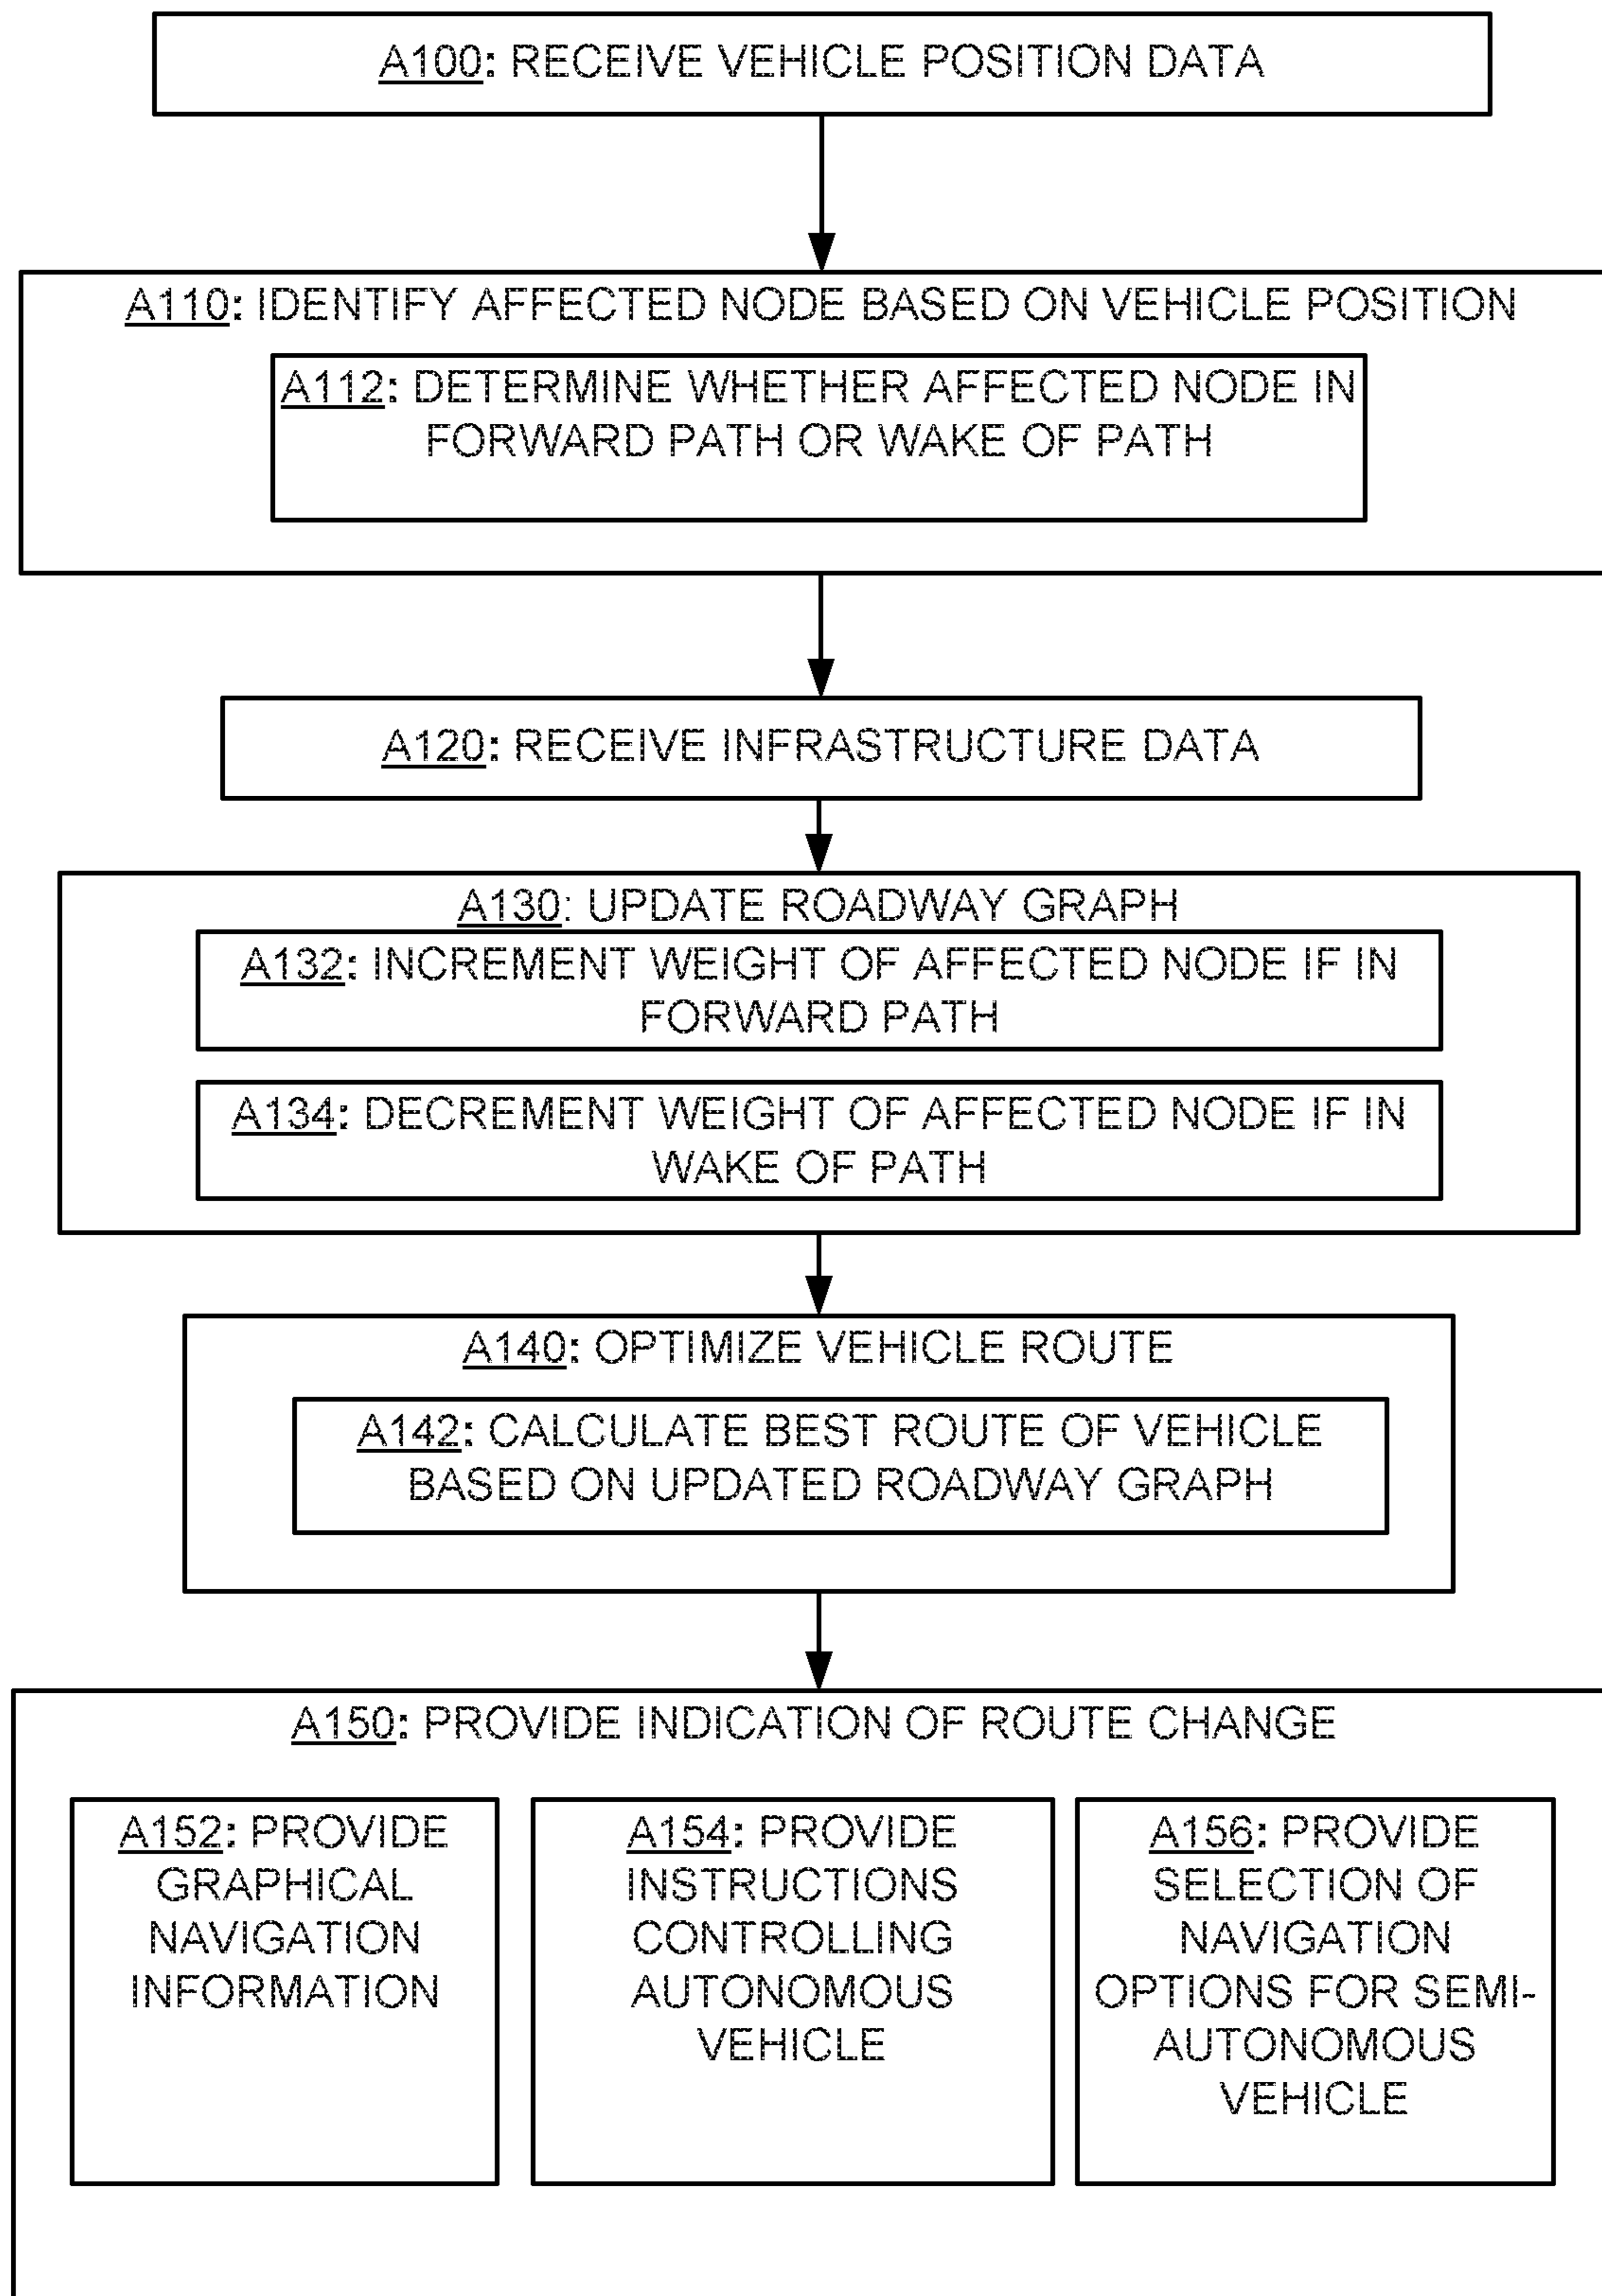 A100: RECEIVE VEHICLE POSITION DATA
A110: IDENTIFY AFFECTED NODE BASED ON VEHICLE POSITION
A112: DETERMINE WHETHER AFFECTED NODE IN
FORWARD PATH OR WAKE OF PATH
A120: RECEIVE INFRASTRUCTURE DATA
A130: UPDATE ROADWAY GRAPH
A132: INCREMENT WEIGHT OF AFFECTED NODE IF IN
FORWARD PATH
A134: DECREMENT WEIGHT OF AFFECTED NODE IF IN
WAKE OF PATH
A140: OPTIMIZE VEHICLE ROUTE
A142: CALCULATE BEST ROUTE OF VEHICLE
BASED ON UPDATED ROADWAY GRAPH
A150: PROVIDE INDICATION OF ROUTE CHANGE
A152: PROVIDE
GRAPHICAL
NAVIGATION
INFORMATION
A154: PROVIDE
INSTRUCTIONS
CONTROLLING
AUTONOMOUS
VEHICLE
A156: PROVIDE
SELECTION OF
NAVIGATION
OPTIONS FOR SEMI-
AUTONOMOUS
VEHICLE